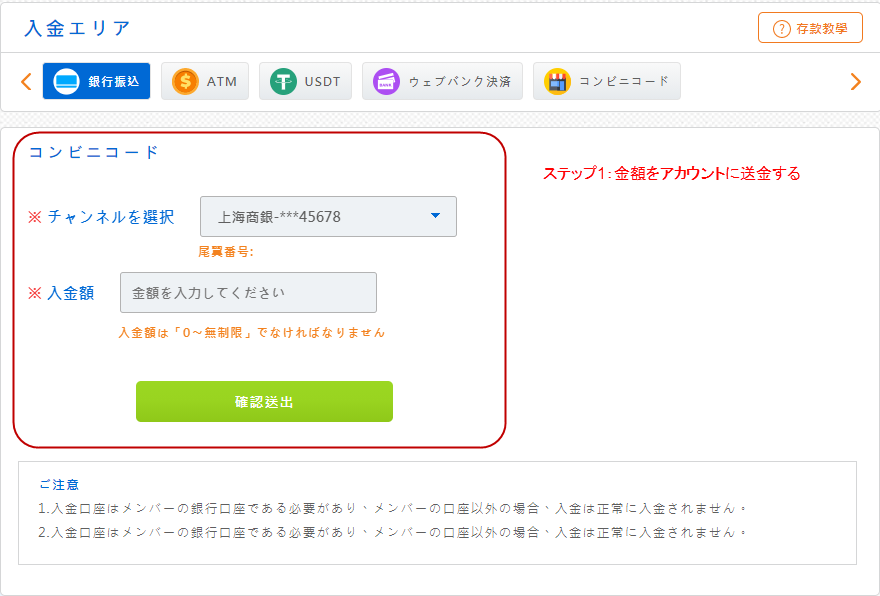 入金エリア
? 存款教學
銀行振込
ATM
USDT
ウェブバンク決済
コンビニコード
コンビニコード
ステップ1:金額をアカウントに送金する
※ チャンネルを選択
上海商銀-***45678
尾翼番号:
※ 入金額
金額を入力してください
入金額は「0~無制限」でなければなりません
確認送出
ご注意
1.入金口座はメンバーの銀行口座である必要があり、メンバーの口座以外の場合、入金は正常に入金されません。
2.入金口座はメンバーの銀行口座である必要があり、メンバーの口座以外の場合、入金は正常に入金されません。